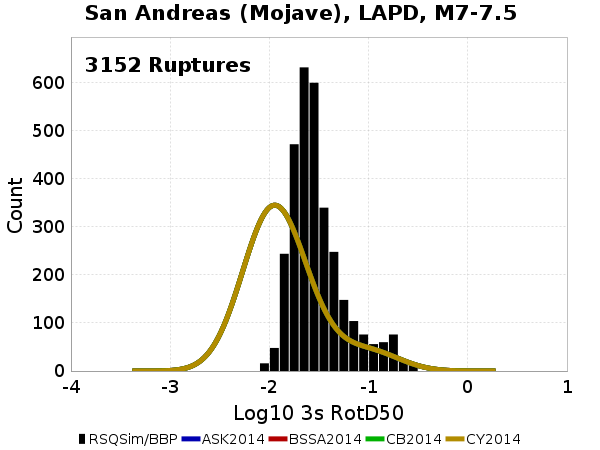 San Andreas (Mojave), LAPD, M7-7.5
3152 Ruptures
Count
600
500
400
300
200
100
0
-4 -3 -2 -1 0 1
Log10 3s RotD50
RSQSim/BBP ASK2014 BSSA2014 CB2014 CY2014